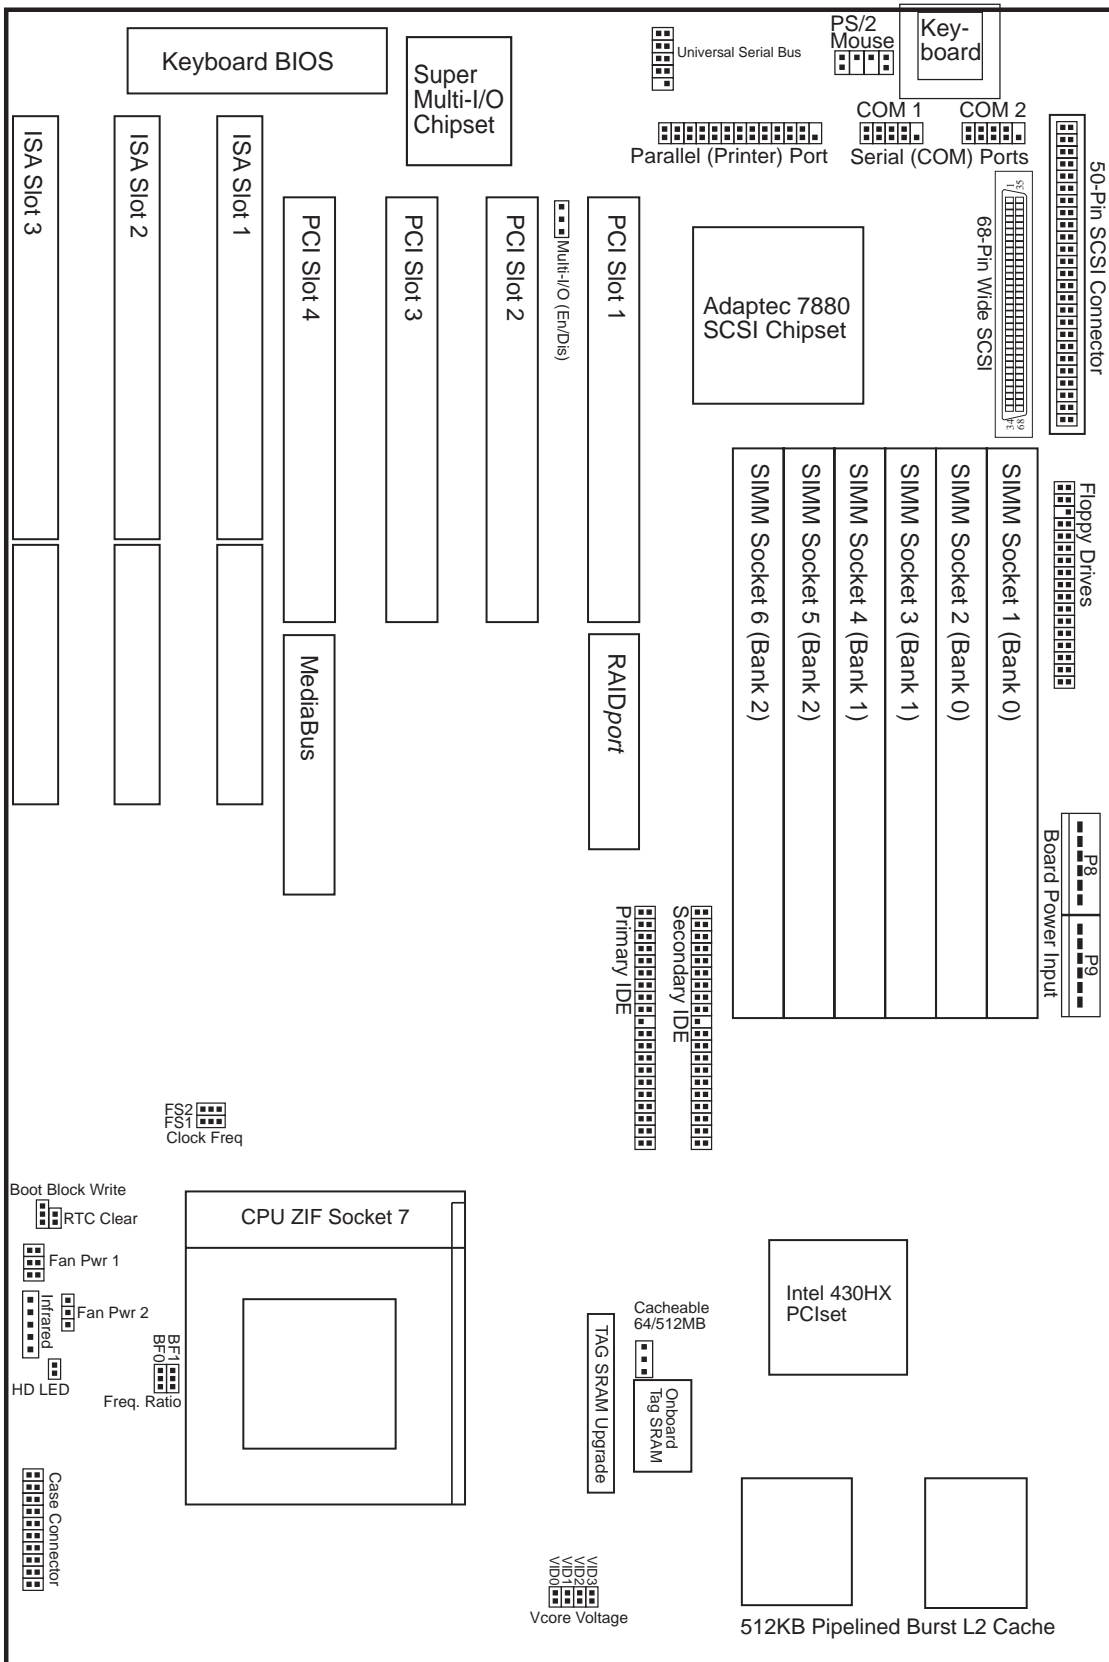 Keyboard BIOS
Super
Multi-I/O
Chipset
Universal Serial Bus
PS/2
Mouse
Key-
board
COM 1
COM 2
Parallel (Printer) Port
Serial (COM) Ports
ISA Slot 3
ISA Slot 2
ISA Slot 1
PCI Slot 4
PCI Slot 3
PCI Slot 2
Multi-I/O (En/Dis)
PCI Slot 1
Adaptec 7880
SCSI Chipset
68-Pin Wide SCSI
1
35
34
68
50-Pin SCSI Connector
SIMM Socket 6 (Bank 2)
SIMM Socket 5 (Bank 2)
SIMM Socket 4 (Bank 1)
SIMM Socket 3 (Bank 1)
SIMM Socket 2 (Bank 0)
SIMM Socket 1 (Bank 0)
Floppy Drives
MediaBus
RAIDport
Board Power Input
P8
P9
Primary IDE
Secondary IDE
FS2
FS1
Clock Freq
Boot Block Write
RTC Clear
Fan Pwr 1
Infrared
Fan Pwr 2
HD LED
BF0
BF1
Freq. Ratio
CPU ZIF Socket 7
Case Connector
TAG SRAM Upgrade
Cacheable
64/512MB
Onboard
Tag SRAM
Intel 430HX
PCIset
VID0
VID1
VID2
VID3
Vcore Voltage
512KB Pipelined Burst L2 Cache